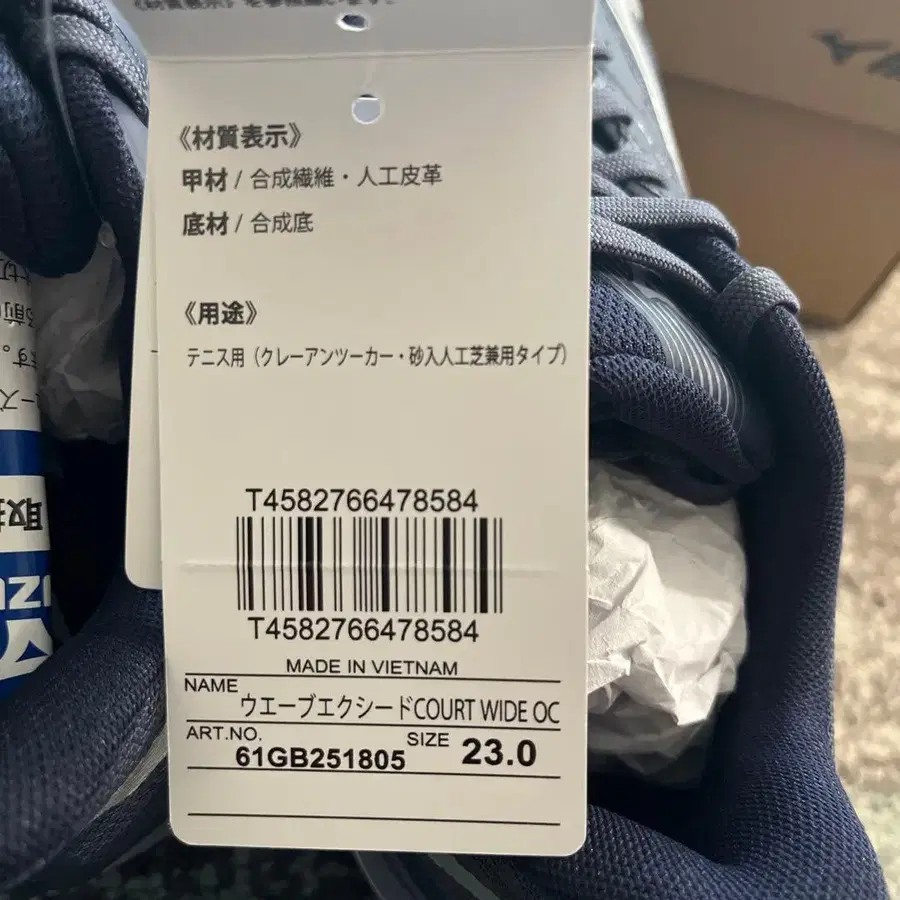 《材質表示》
甲材 / 合成繊維・人工皮革
底材 / 合成底
《用途》
テニス用（クレーアンツーカー・砂入人工芝兼用タイプ）
T4582766478584
T4582766478584
MADE IN VIETNAM
NAME
ウエーブエクシードCOURT WIDE OC
ART.NO.
61GB251805
SIZE
23.0